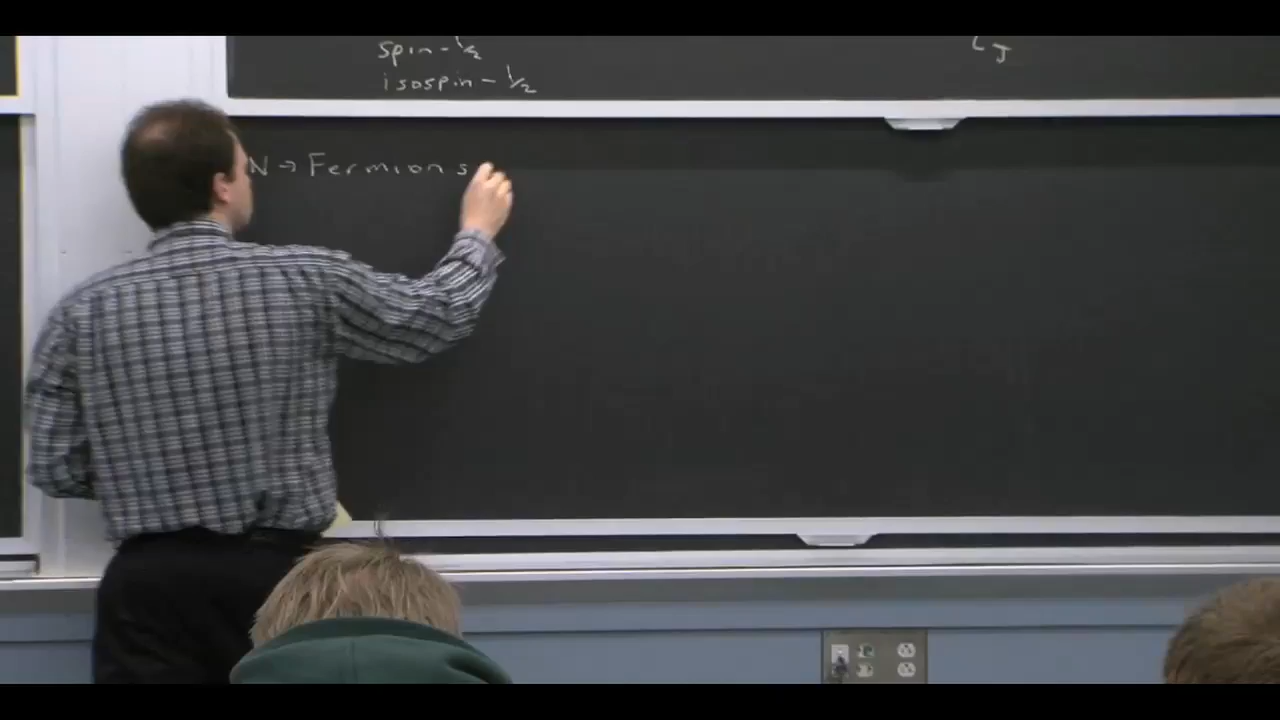 spin - 1/2
isospin - 1/2
N → Fermions